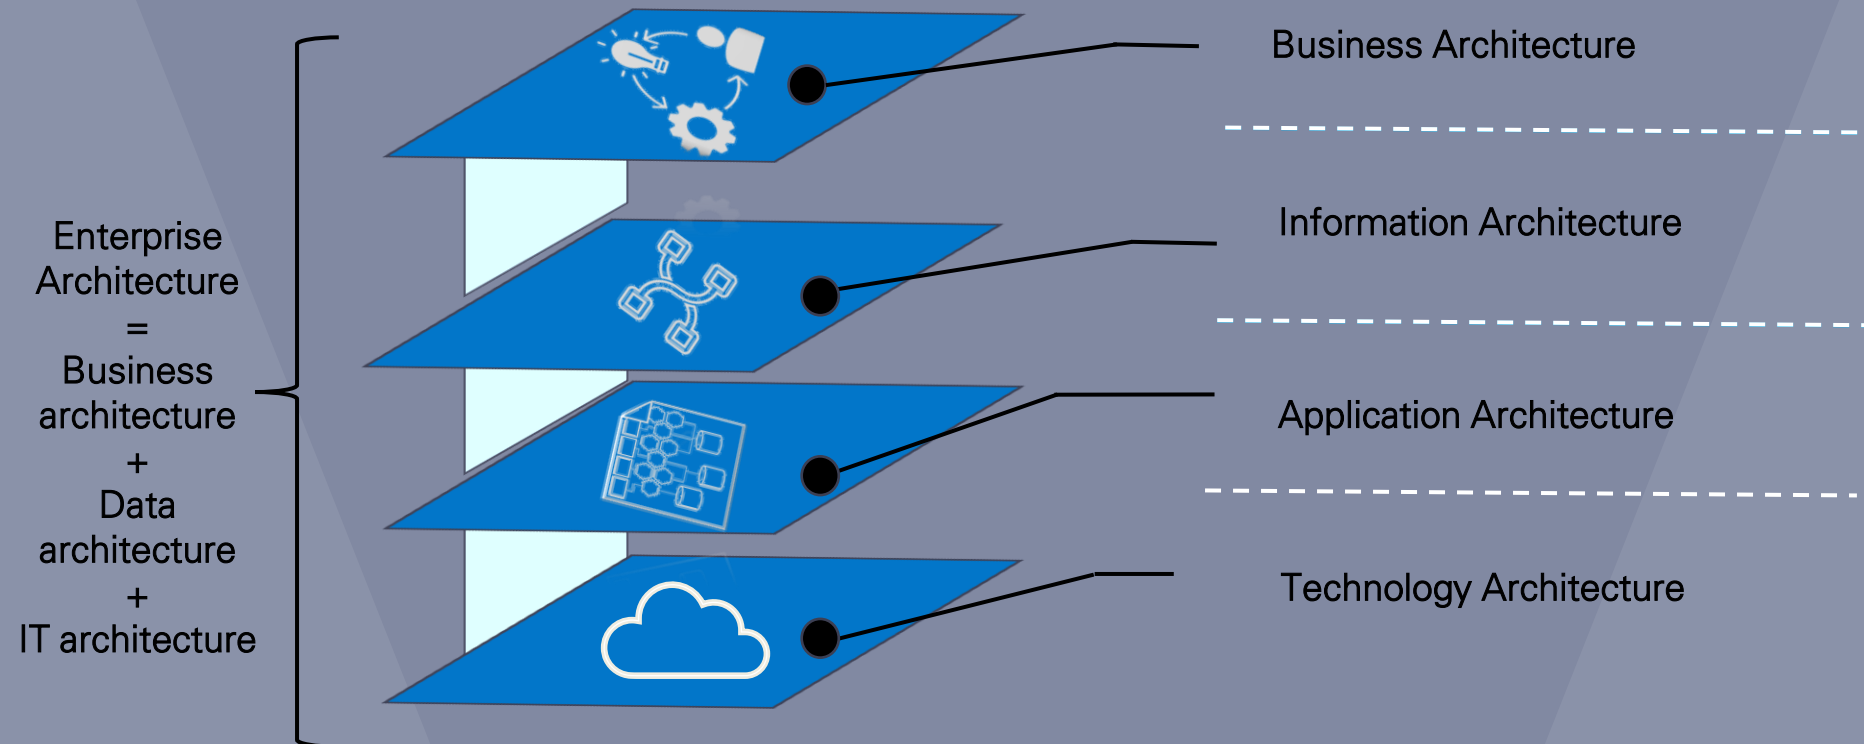 Enterprise
Architecture
=
Business
architecture
+
Data
architecture
+
IT architecture
Business Architecture
Information Architecture
Application Architecture
Technology Architecture